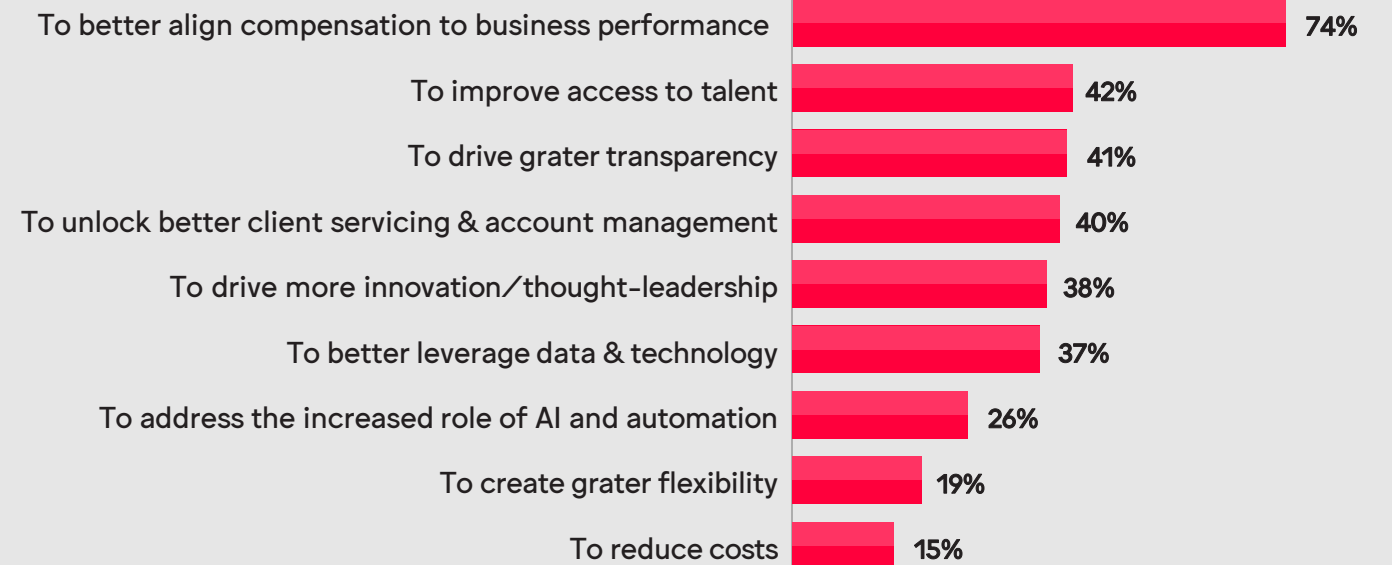 To better align compensation to business performance 74%
To improve access to talent 42%
To drive grater transparency 41%
To unlock better client servicing & account management 40%
To drive more innovation/thought-leadership 38%
To better leverage data & technology 37%
To address the increased role of AI and automation 26%
To create grater flexibility 19%
To reduce costs 15%